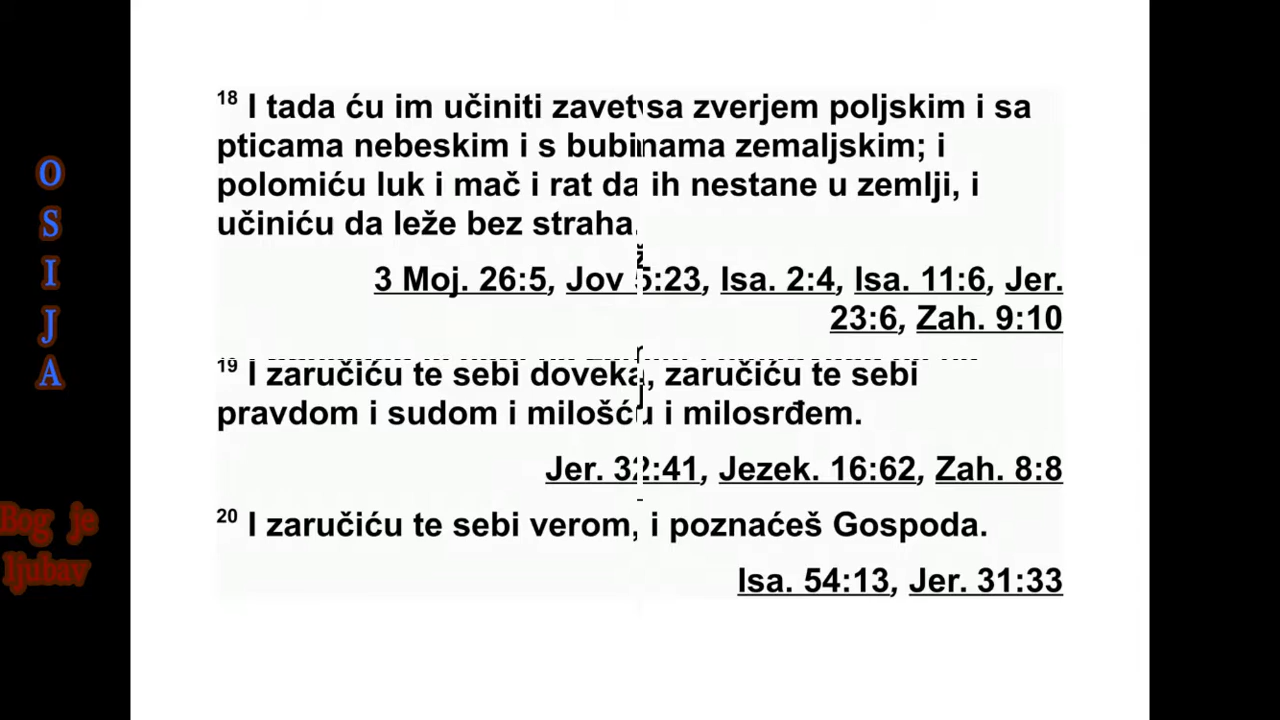 O
S
I
J
A
Bog je
ljubav
18 I tada ću im učiniti zavet sa zverjem poljskim i sa
pticama nebeskim i s bubinama zemaljskim; i
polomiću luk i mač i rat da ih nestane u zemlji, i
učiniću da leže bez straha.
3 Moj. 26:5, Jov 5:23, Isa. 2:4, Isa. 11:6, Jer.
23:6, Zah. 9:10
19 I zaručiću te sebi doveka, zaručiću te sebi
pravdom i sudom i milošću i milosrđem.
Jer. 32:41, Jezek. 16:62, Zah. 8:8
20 I zaručiću te sebi verom, i poznaćeš Gospoda.
Isa. 54:13, Jer. 31:33